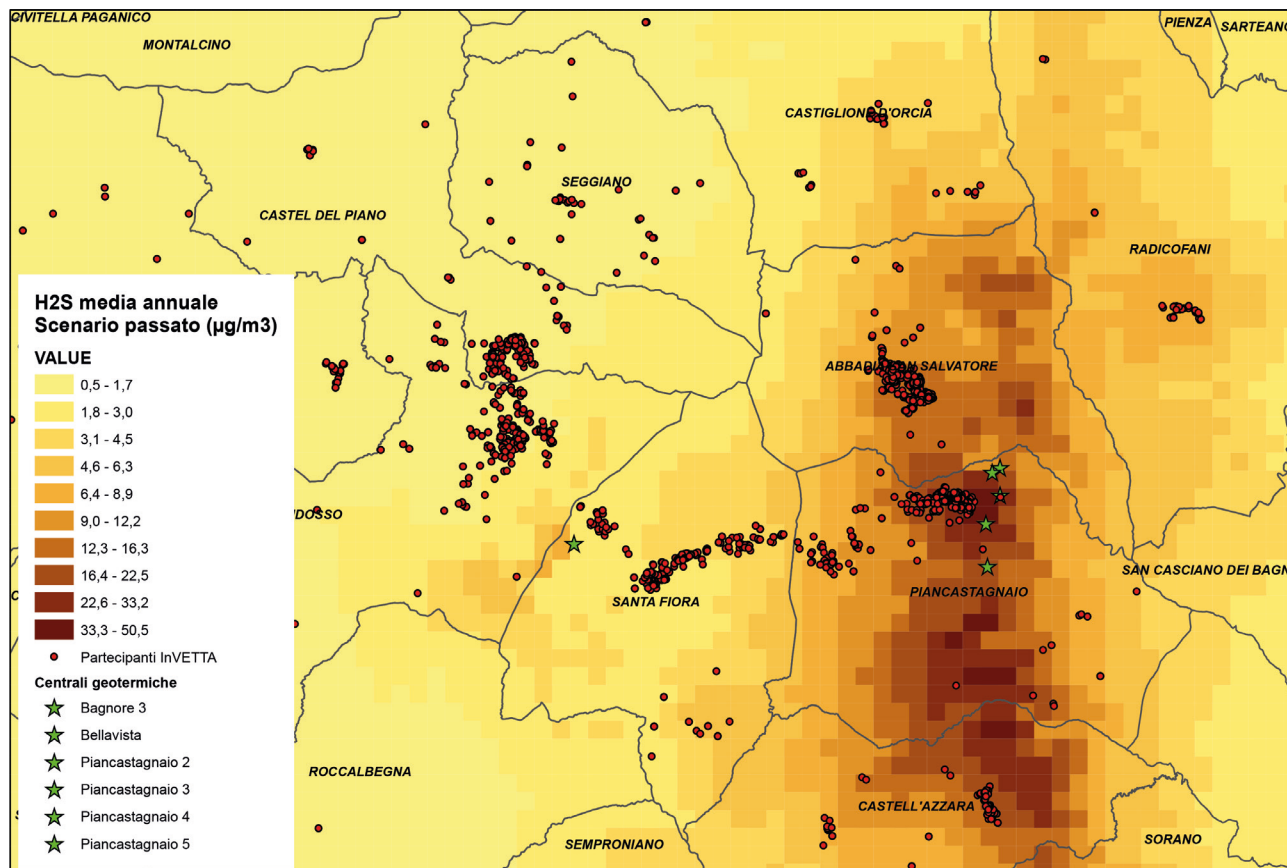 CIVITELLA PAGANICO
MONTALCINO
PIENZA
SARTEANO
CASTIGLIONE D'ORCIA
SEGGIANO
CASTEL DEL PIANO
RADICOFANI
ABBADIA SAN SALVATORE
IDOSSO
SANTA FIORA
PIANCASTAGNAIO
SAN CASCIANO DEI BAGN
ROCCALBEGNA
CASTELL'AZZARA
SEMPRONIANO
SORANO
H2S media annuale
Scenario passato (µg/m3)
VALUE
0,5 - 1,7
1,8 - 3,0
3,1 - 4,5
4,6 - 6,3
6,4 - 8,9
9,0 - 12,2
12,3 - 16,3
16,4 - 22,5
22,6 - 33,2
33,3 - 50,5
Partecipanti InVETTA
Centrali geotermiche
Bagnore 3
Bellavista
Piancastagnaio 2
Piancastagnaio 3
Piancastagnaio 4
Piancastagnaio 5